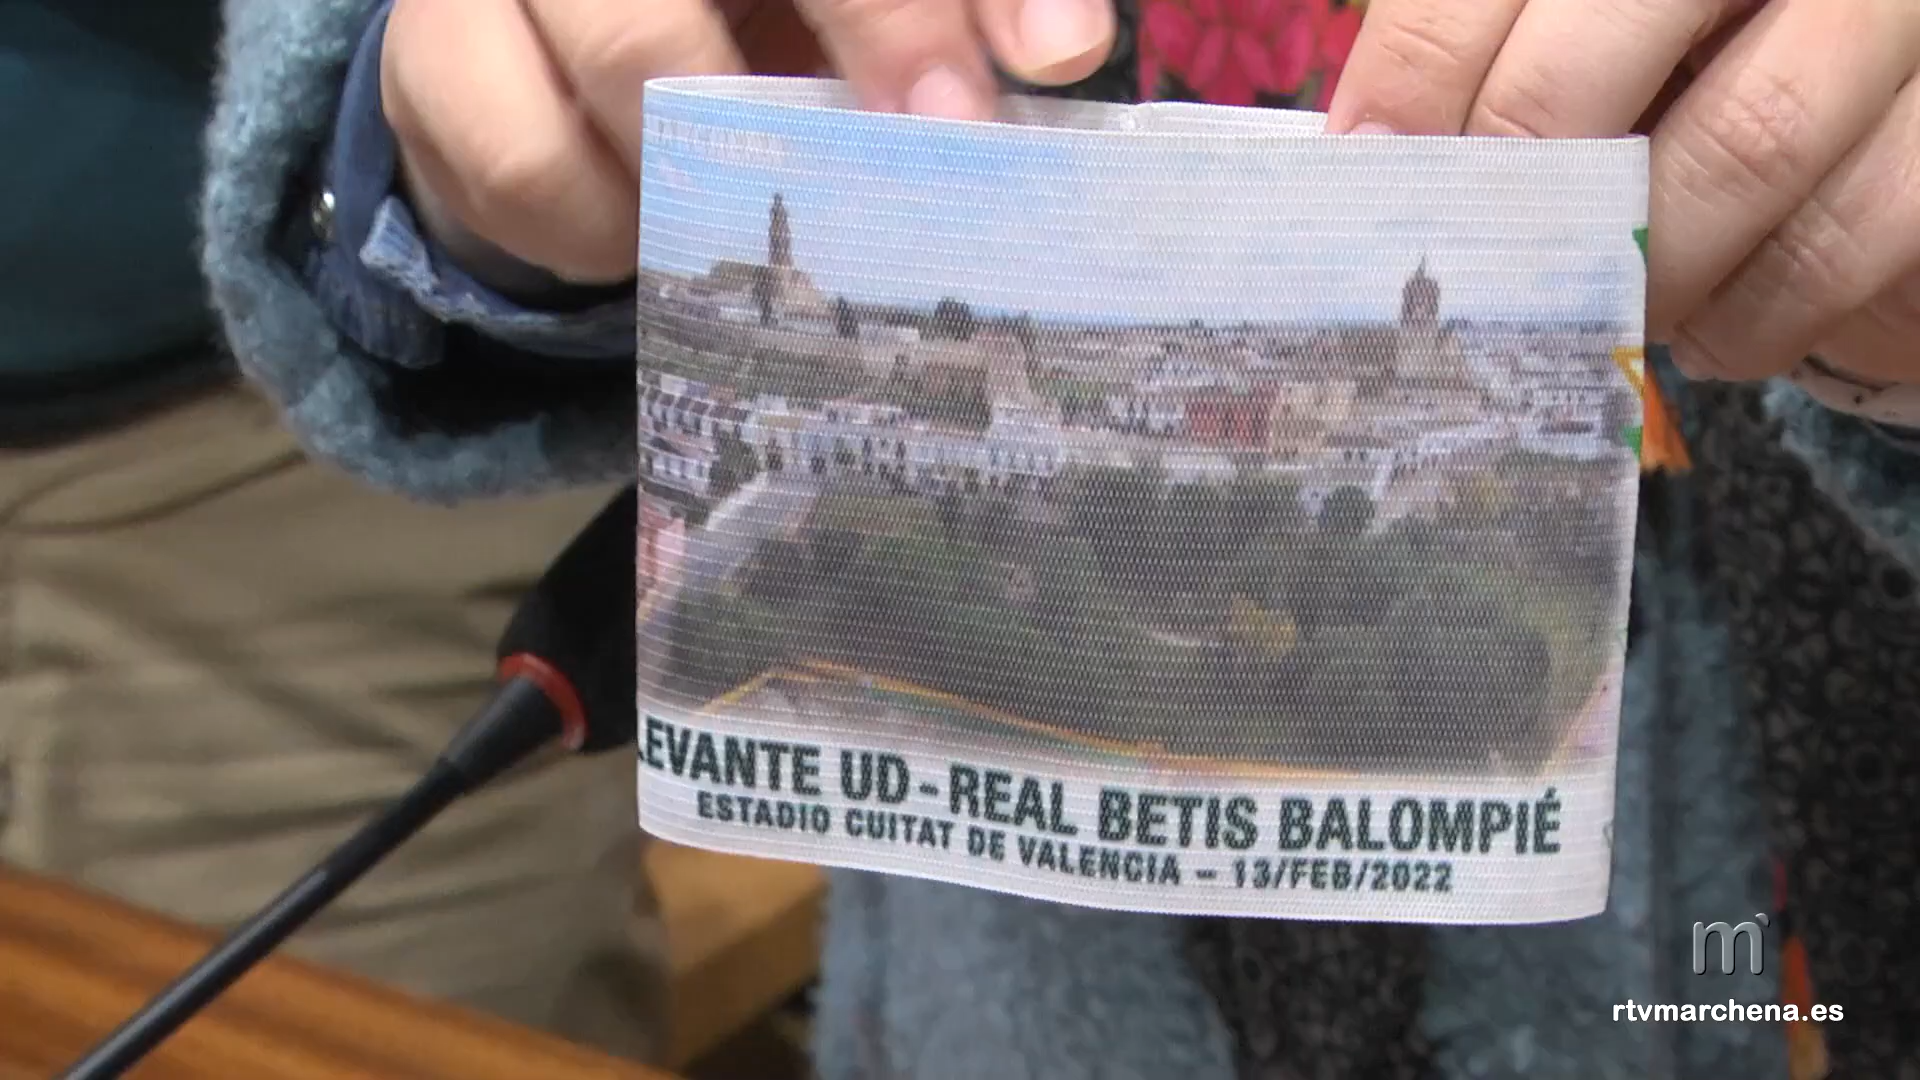 LEVANTE UD - REAL BETIS BALOMPIÉ
ESTADIO CUITAT DE VALENCIA - 13/FEB/2022
m
rtvmarchena.es